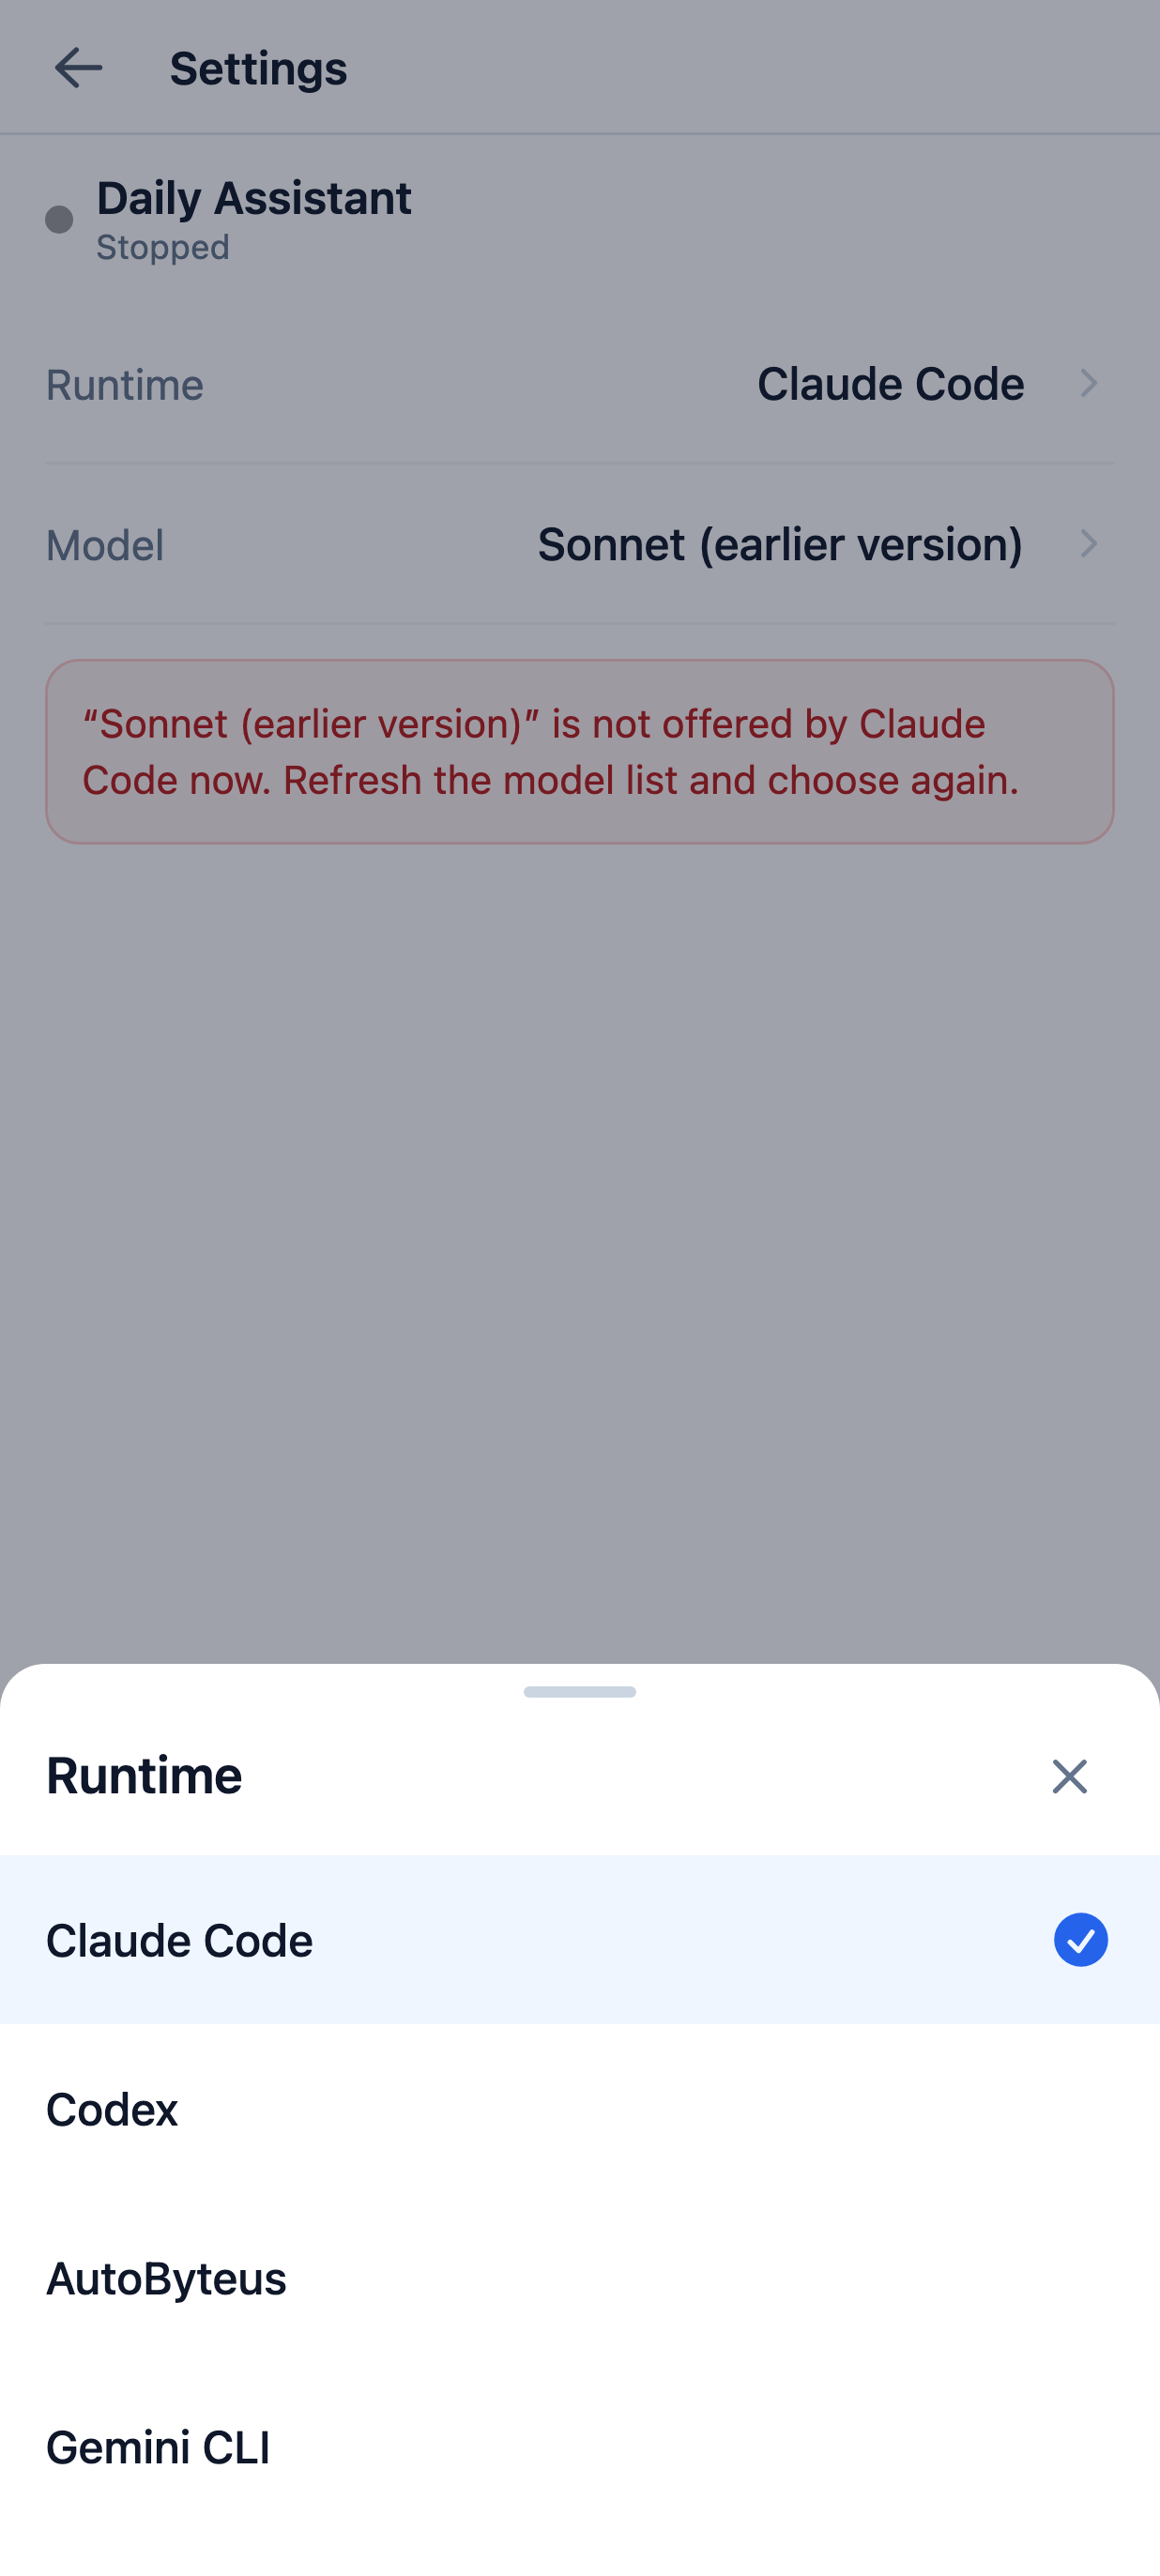 Settings
Daily Assistant
Stopped
Runtime
Claude Code
Model
Sonnet (earlier version)
“Sonnet (earlier version)” is not offered by Claude
Code now. Refresh the model list and choose again.
Runtime
Claude Code
Codex
AutoByteus
Gemini CLI